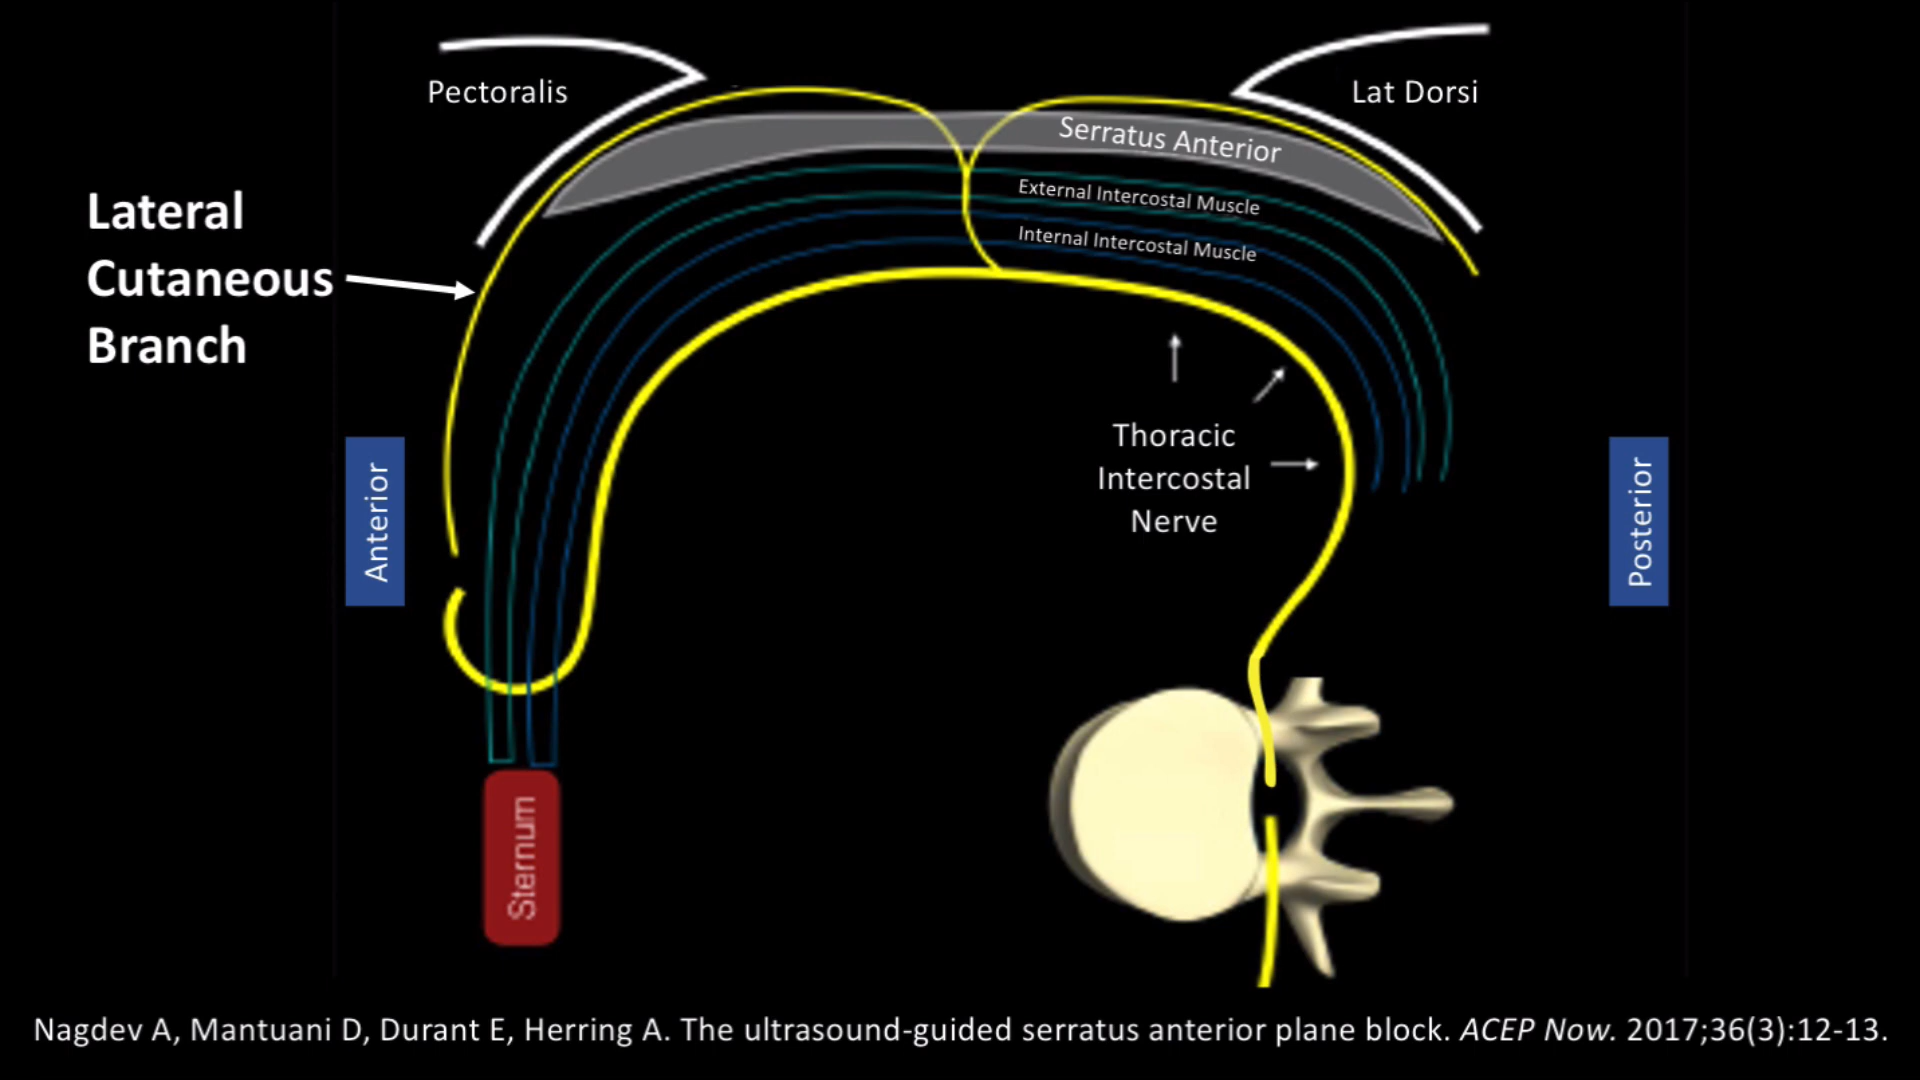 Pectoralis
Lat Dorsi
Serratus Anterior
External Intercostal Muscle
Internal Intercostal Muscle
Lateral
Cutaneous
Branch
Anterior
Thoracic
Intercostal
Nerve
Posterior
Sternum
Nagdev A, Mantuani D, Durant E, Herring A. The ultrasound-guided serratus anterior plane block. ACEP Now. 2017;36(3):12-13.